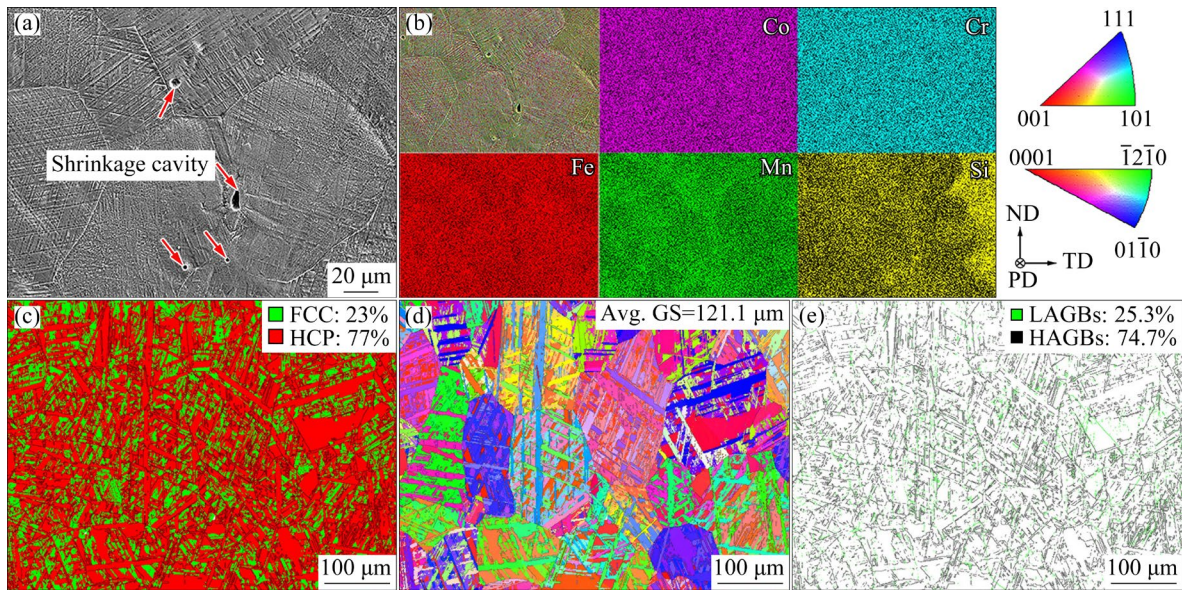 (a)
Shrinkage cavity
20 μm
(b)
Co
Cr
Fe
Mn
Si
111
001
101
0001
1̅21̅0
011̅0
ND
TD
PD
(c)
FCC: 23%
HCP: 77%
100 μm
(d)
Avg. GS=121.1 μm
100 μm
(e)
LAGBs: 25.3%
HAGBs: 74.7%
100 μm